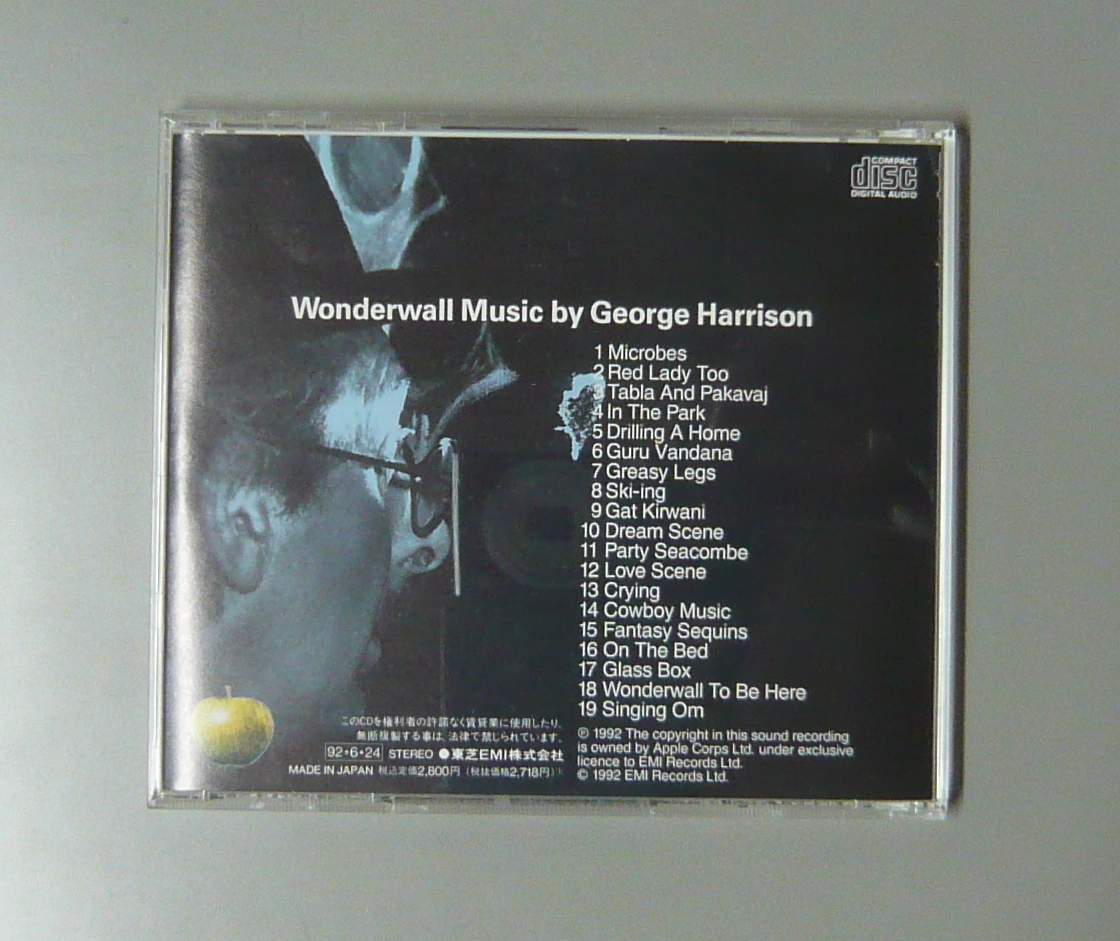 COMPACT
disc
DIGITAL AUDIO
Wonderwall Music by George Harrison
1 Microbes
2 Red Lady Too
3 Tabla And Pakavaj
4 In The Park
5 Drilling A Home
6 Guru Vandana
7 Greasy Legs
8 Ski-ing
9 Gat Kirwani
10 Dream Scene
11 Party Seacombe
12 Love Scene
13 Crying
14 Cowboy Music
15 Fantasy Sequins
16 On The Bed
17 Glass Box
18 Wonderwall To Be Here
19 Singing Om
このCDを権利者の許諾なく賃貸業に使用したり、
無断複製する事は、法律で禁じられています。
92・6・24 STEREO ●東芝EMI株式会社
MADE IN JAPAN 税込定価2,800円（税抜価格2,718円）
℗ 1992 The copyright in this sound recording
is owned by Apple Corps Ltd. under exclusive
licence to EMI Records Ltd.
© 1992 EMI Records Ltd.